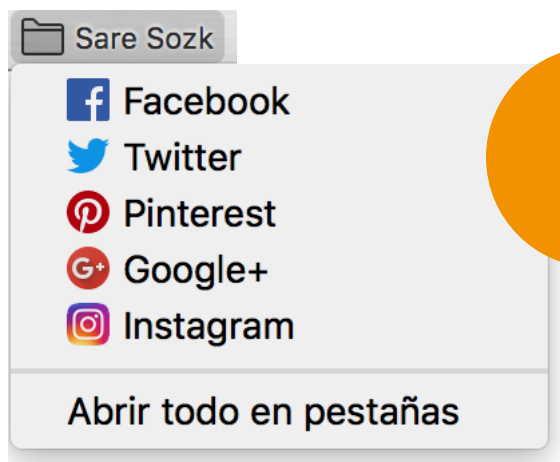 Sare Sozk
Facebook
Twitter
Pinterest
Google+
Instagram
Abrir todo en pestañas